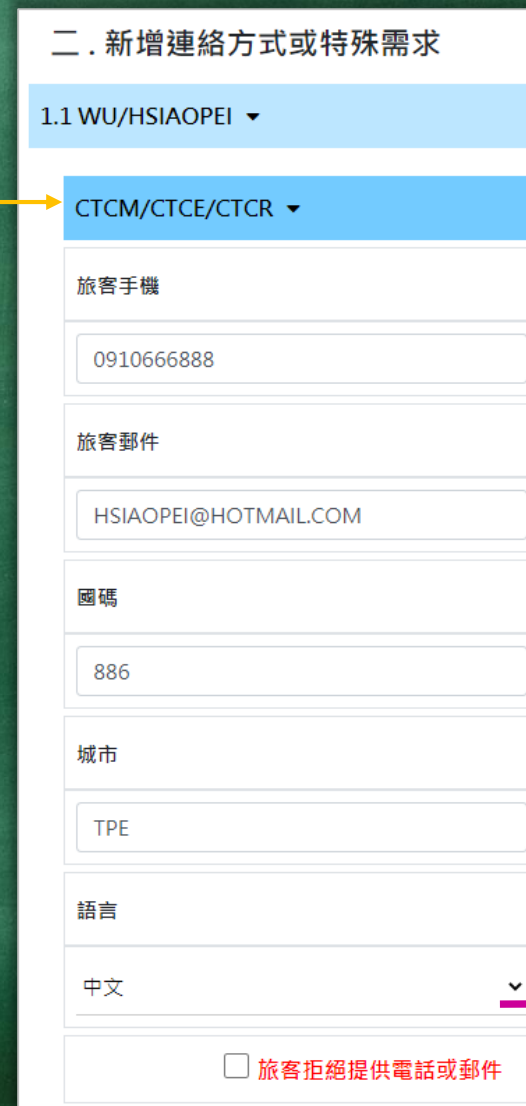 二 . 新增連絡方式或特殊需求
1.1 WU/HSIAOPEI
CTCM/CTCE/CTCR
旅客手機
0910666888
旅客郵件
HSIAOPEI@HOTMAIL.COM
國碼
886
城市
TPE
語言
中文
旅客拒絕提供電話或郵件